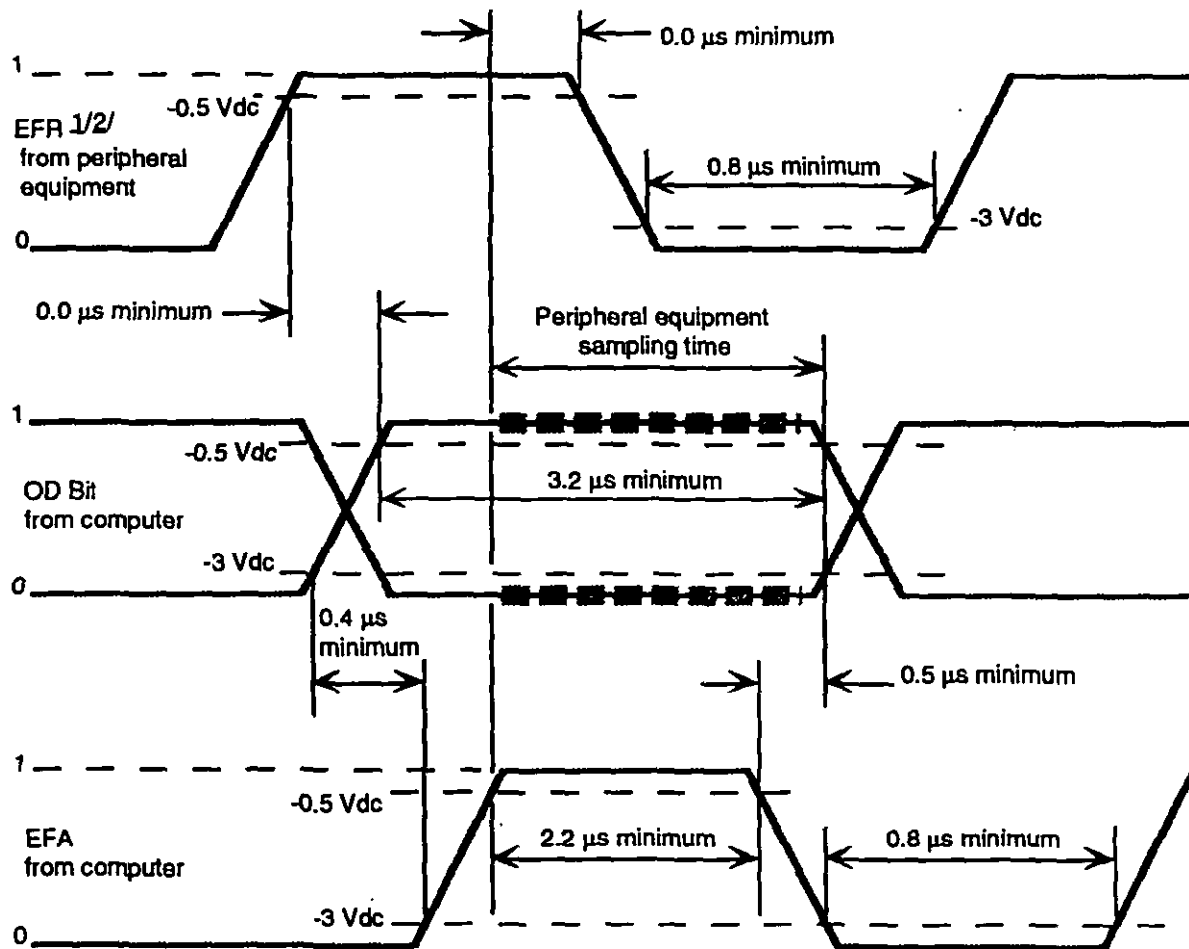 0.0 µs minimum
1
-0.5 Vdc
EFR 1/2/
from peripheral
equipment
0.8 µs minimum
-3 Vdc
0
0.0 µs minimum
Peripheral equipment
sampling time
1
-0.5 Vdc
3.2 µs minimum
OD Bit
from computer
-3 Vdc
0
0.4 µs
minimum
0.5 µs minimum
1
-0.5 Vdc
EFA
from computer
2.2 µs minimum
0.8 µs minimum
-3 Vdc
0